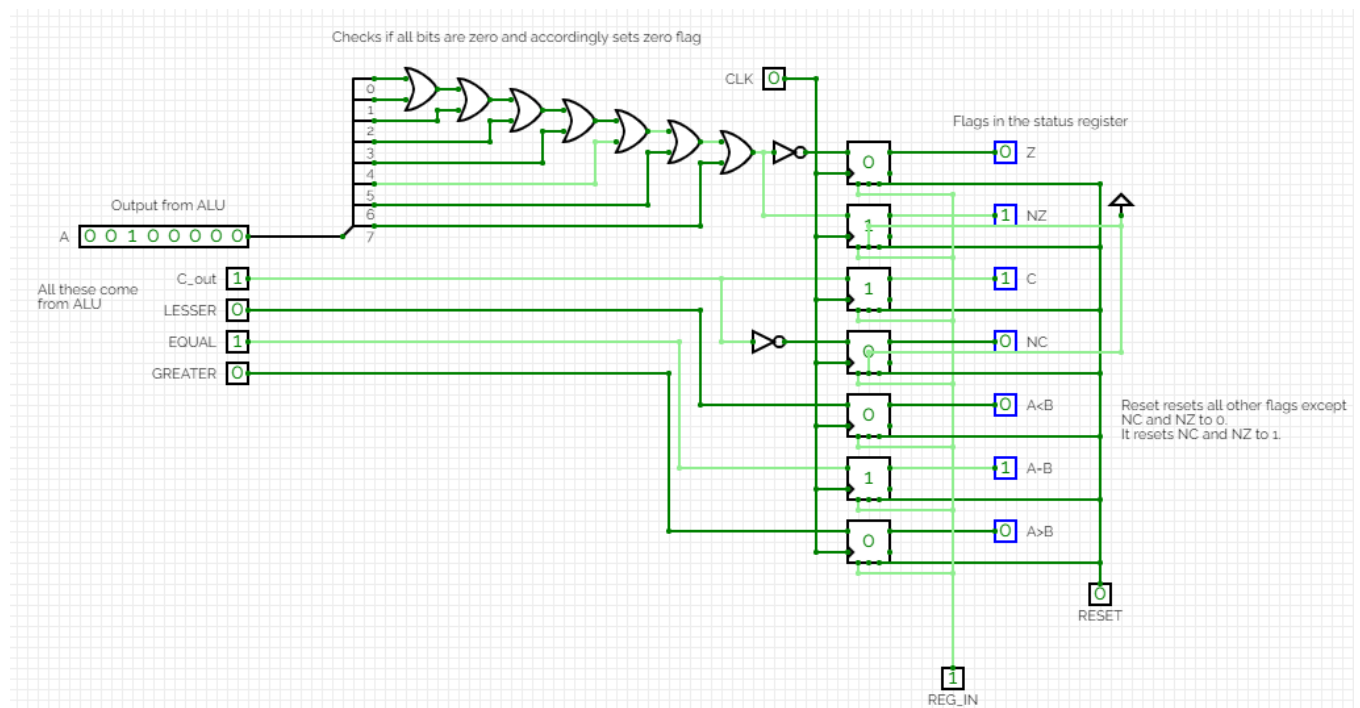 Checks if all bits are zero and accordingly sets zero flag
CLK 0
Flags in the status register
0
1
2
3
4
5
6
7
0
0 Z
Output from ALU
A 0 0 1 0 0 0 0 0
1
1 NZ
All these come
from ALU
C_out 1
1
1 C
LESSER 0
EQUAL 1
0
0 NC
GREATER 0
0
0 A<B
Reset resets all other flags except
NC and NZ to 0.
It resets NC and NZ to 1.
1
1 A=B
0
0 A>B
0
RESET
1
REG_IN